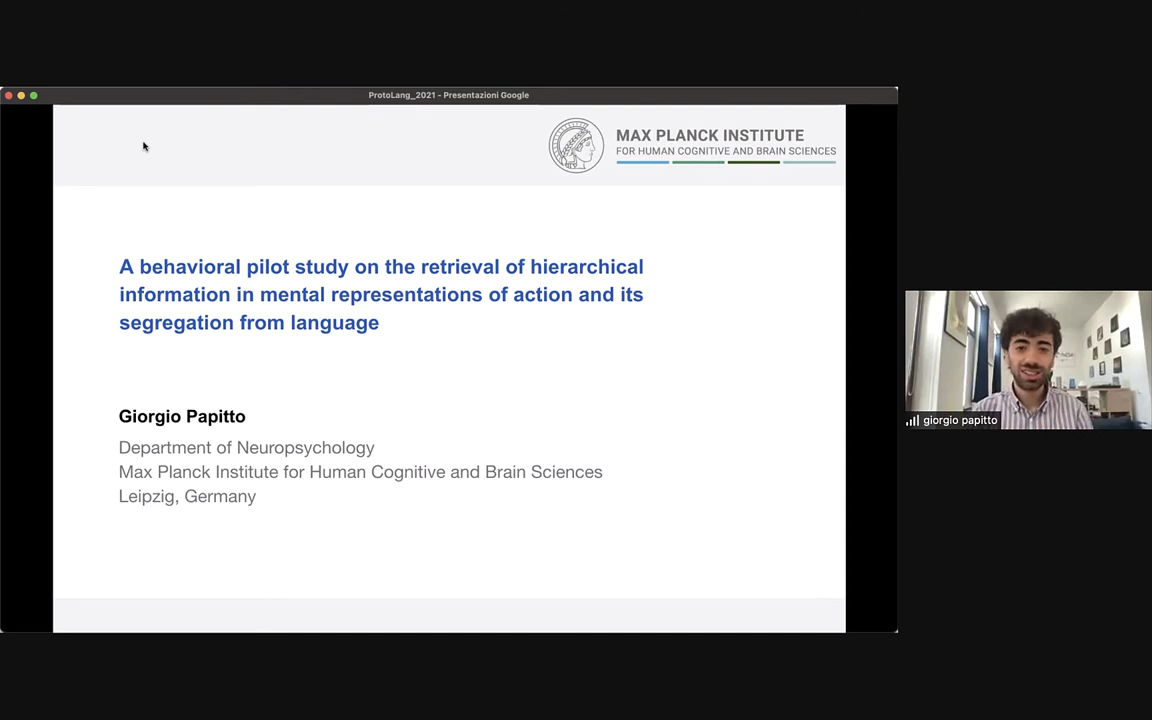 ProtoLang_2021 - Presentazioni Google
MAX PLANCK INSTITUTE
FOR HUMAN COGNITIVE AND BRAIN SCIENCES
A behavioral pilot study on the retrieval of hierarchical
information in mental representations of action and its
segregation from language
Giorgio Papitto
Department of Neuropsychology
Max Planck Institute for Human Cognitive and Brain Sciences
Leipzig, Germany
giorgio papitto